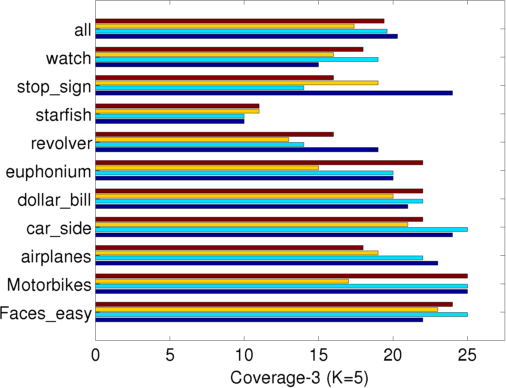 all
watch
stop_sign
starfish
revolver
euphonium
dollar_bill
car_side
airplanes
Motorbikes
Faces_easy
0 5 10 15 20 25
Coverage-3 (K=5)